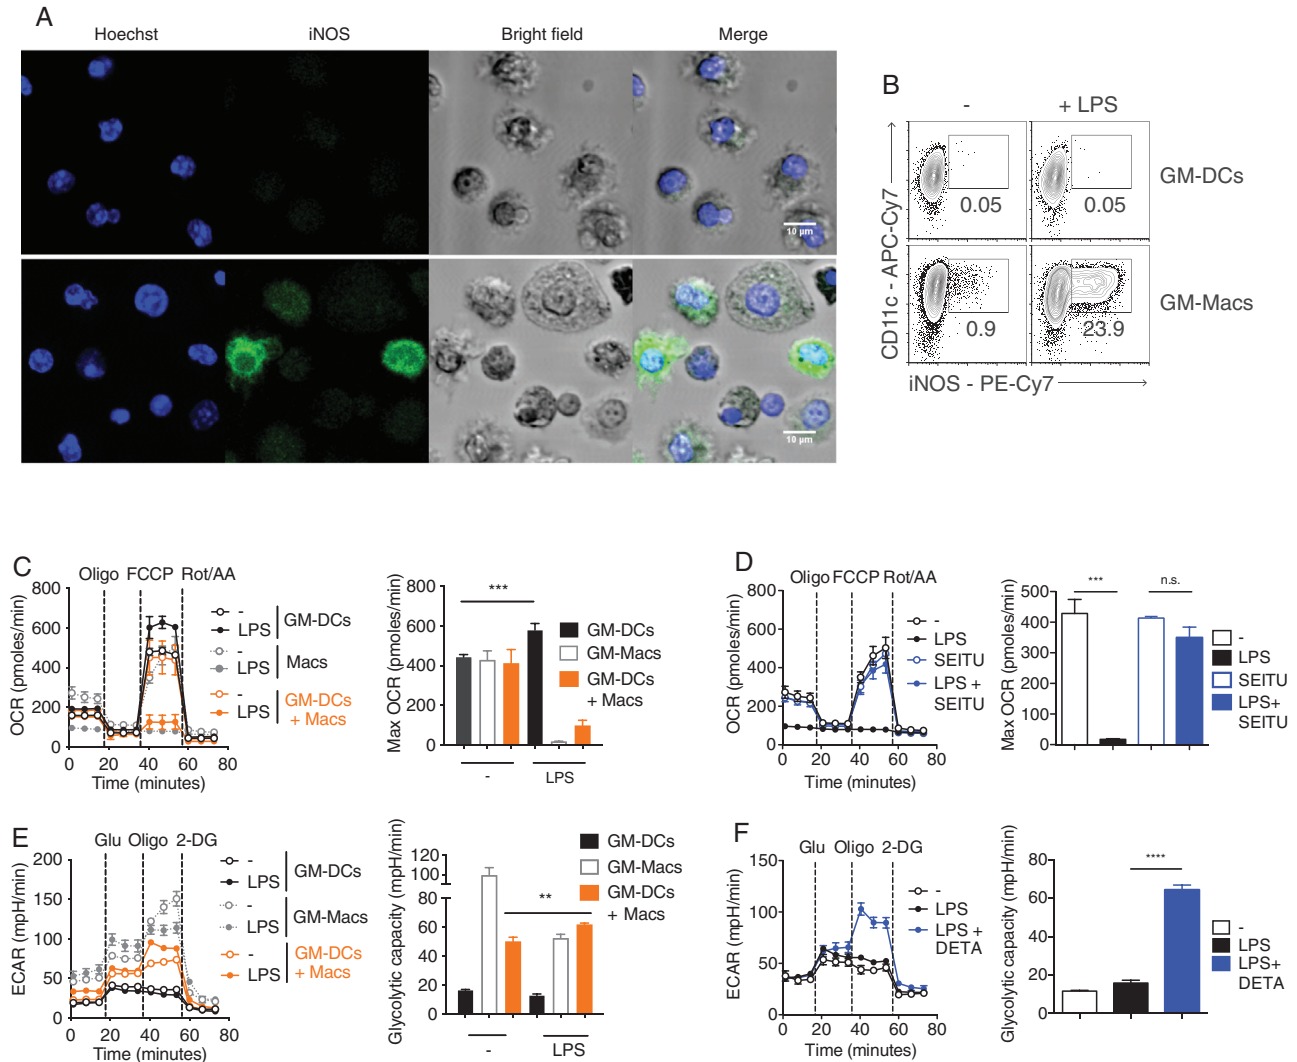 A
Hoechst
iNOS
Bright field
Merge
10 µm
10 µm
B
-
+ LPS
GM-DCs
0.05
0.05
GM-Macs
0.9
23.9
CD11c - APC-Cy7
iNOS - PE-Cy7
C
Oligo FCCP Rot/AA
OCR (pmoles/min)
800
600
400
200
0
0 20 40 60 80
Time (minutes)
-
LPS
GM-DCs
-
LPS
Macs
-
LPS
GM-DCs
+ Macs
Max OCR (pmoles/min)
800
600
400
200
0
***
- LPS
GM-DCs
GM-Macs
GM-DCs
+ Macs
D
Oligo FCCP Rot/AA
OCR (pmoles/min)
800
600
400
200
0
0 20 40 60 80
Time (minutes)
-
LPS
SEITU
LPS +
SEITU
Max OCR (pmoles/min)
500
400
300
200
100
0
*** n.s.
-
LPS
SEITU
LPS+
SEITU
E
Glu Oligo 2-DG
ECAR (mpH/min)
200
150
100
50
0
0 20 40 60 80
Time (minutes)
-
LPS
GM-DCs
-
LPS
GM-Macs
-
LPS
GM-DCs
+ Macs
Glycolytic capacity (mpH/min)
120
100
80
60
40
20
0
**
- LPS
GM-DCs
GM-Macs
GM-DCs
+ Macs
F
Glu Oligo 2-DG
ECAR (mpH/min)
150
100
50
0
0 20 40 60 80
Time (minutes)
-
LPS
LPS +
DETA
Glycolytic capacity (mpH/min)
80
60
40
20
0
****
-
LPS
LPS+
DETA